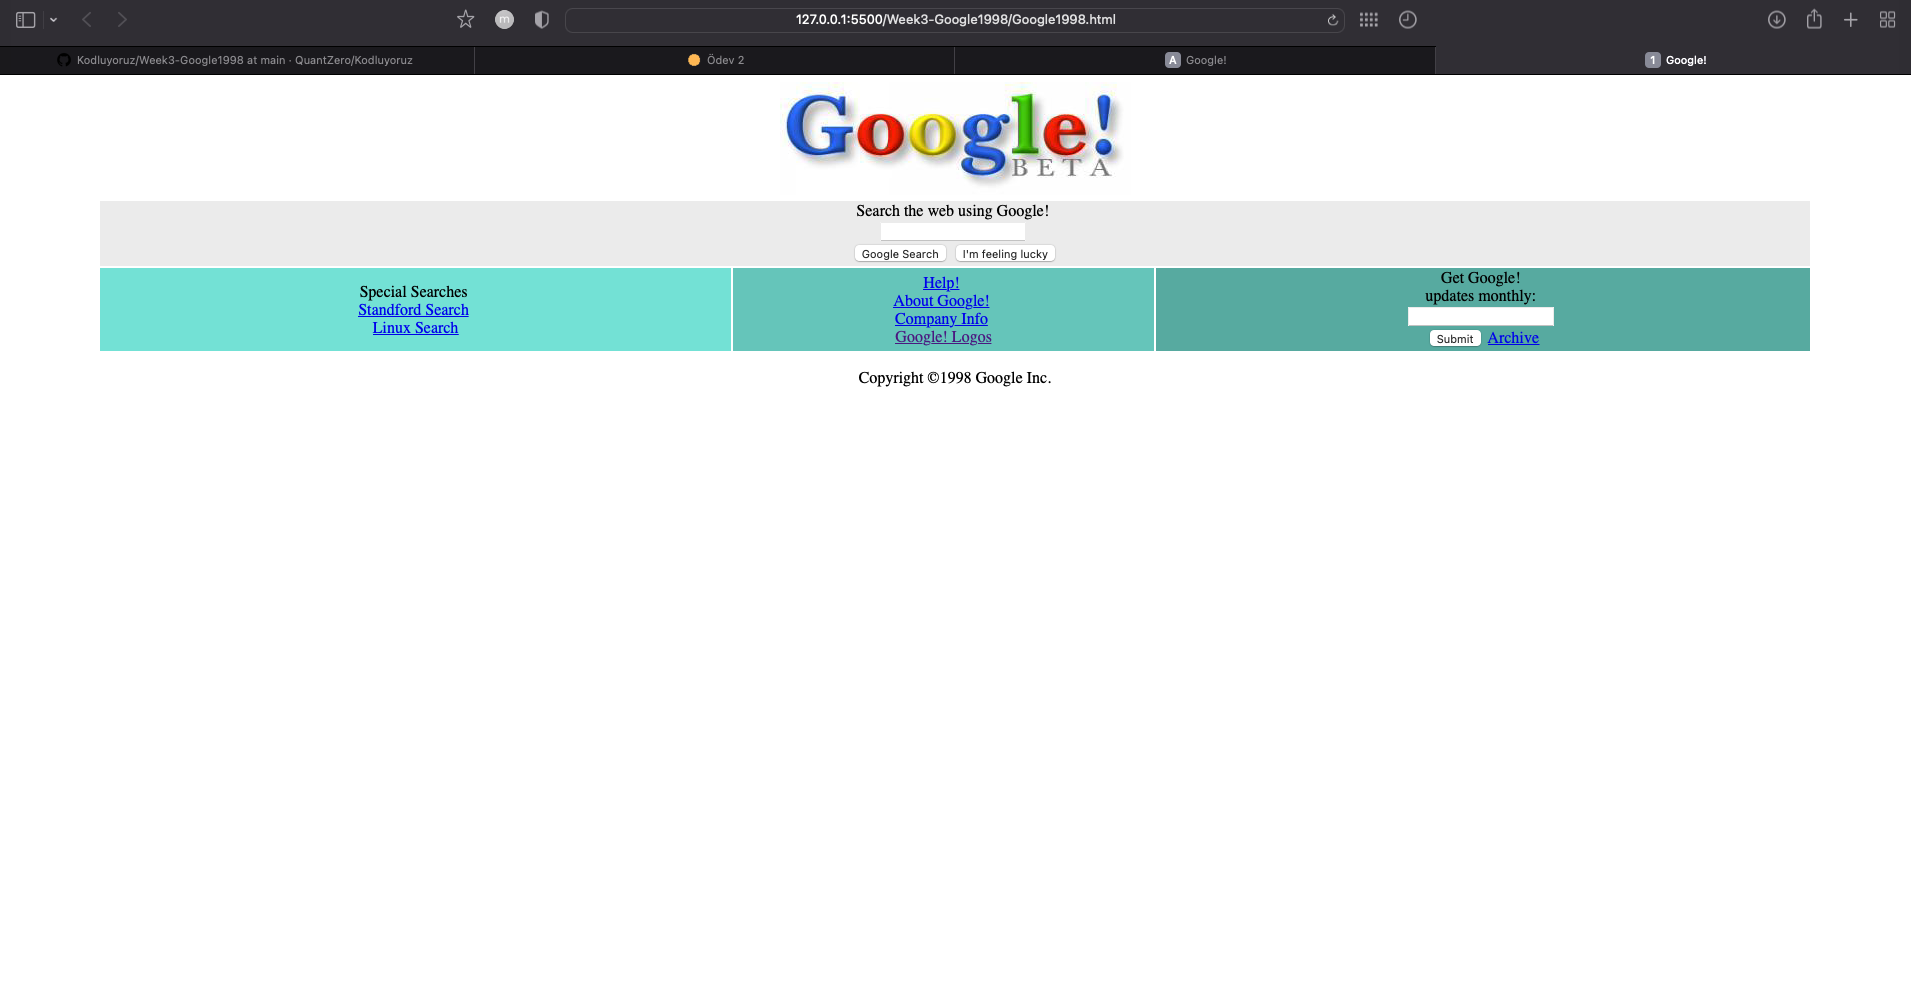 m
127.0.0.1:5500/Week3-Google1998/Google1998.html
Kodluyoruz/Week3-Google1998 at main · QuantZero/Kodluyoruz
Ödev 2
A Google!
1 Google!
Google!
BETA
Search the web using Google!
Google Search I'm feeling lucky
Special Searches
Standford Search
Linux Search
Help!
About Google!
Company Info
Google! Logos
Get Google!
updates monthly:
Submit Archive
Copyright ©1998 Google Inc.